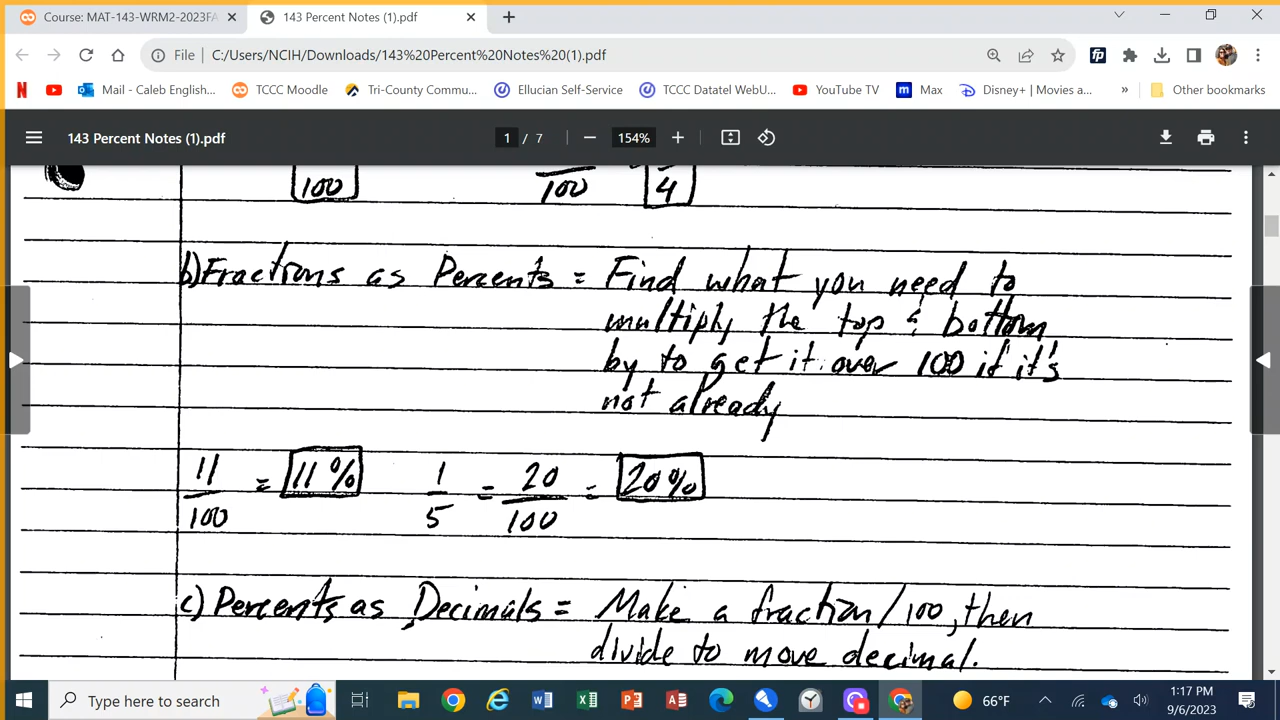 Course: MAT-143-WRM2-2023FA
143 Percent Notes (1).pdf
File
C:/Users/NCIH/Downloads/143%20Percent%20Notes%20(1).pdf
Mail - Caleb English...
TCCC Moodle
Tri-County Commu...
Ellucian Self-Service
TCCC Datatel WebU...
YouTube TV
Max
Disney+ | Movies a...
»
Other bookmarks
143 Percent Notes (1).pdf
1 / 7
154%
100
100
4
b) Fractions as Percents = Find what you need to
multiply the top & bottom
by to get it over 100 if it's
not already
11/100 = 11% 1/5 = 20/100 = 20%
c) Percents as Decimals = Make a fraction/100, then
divide to move decimal.
Type here to search
66°F
1:17 PM
9/6/2023